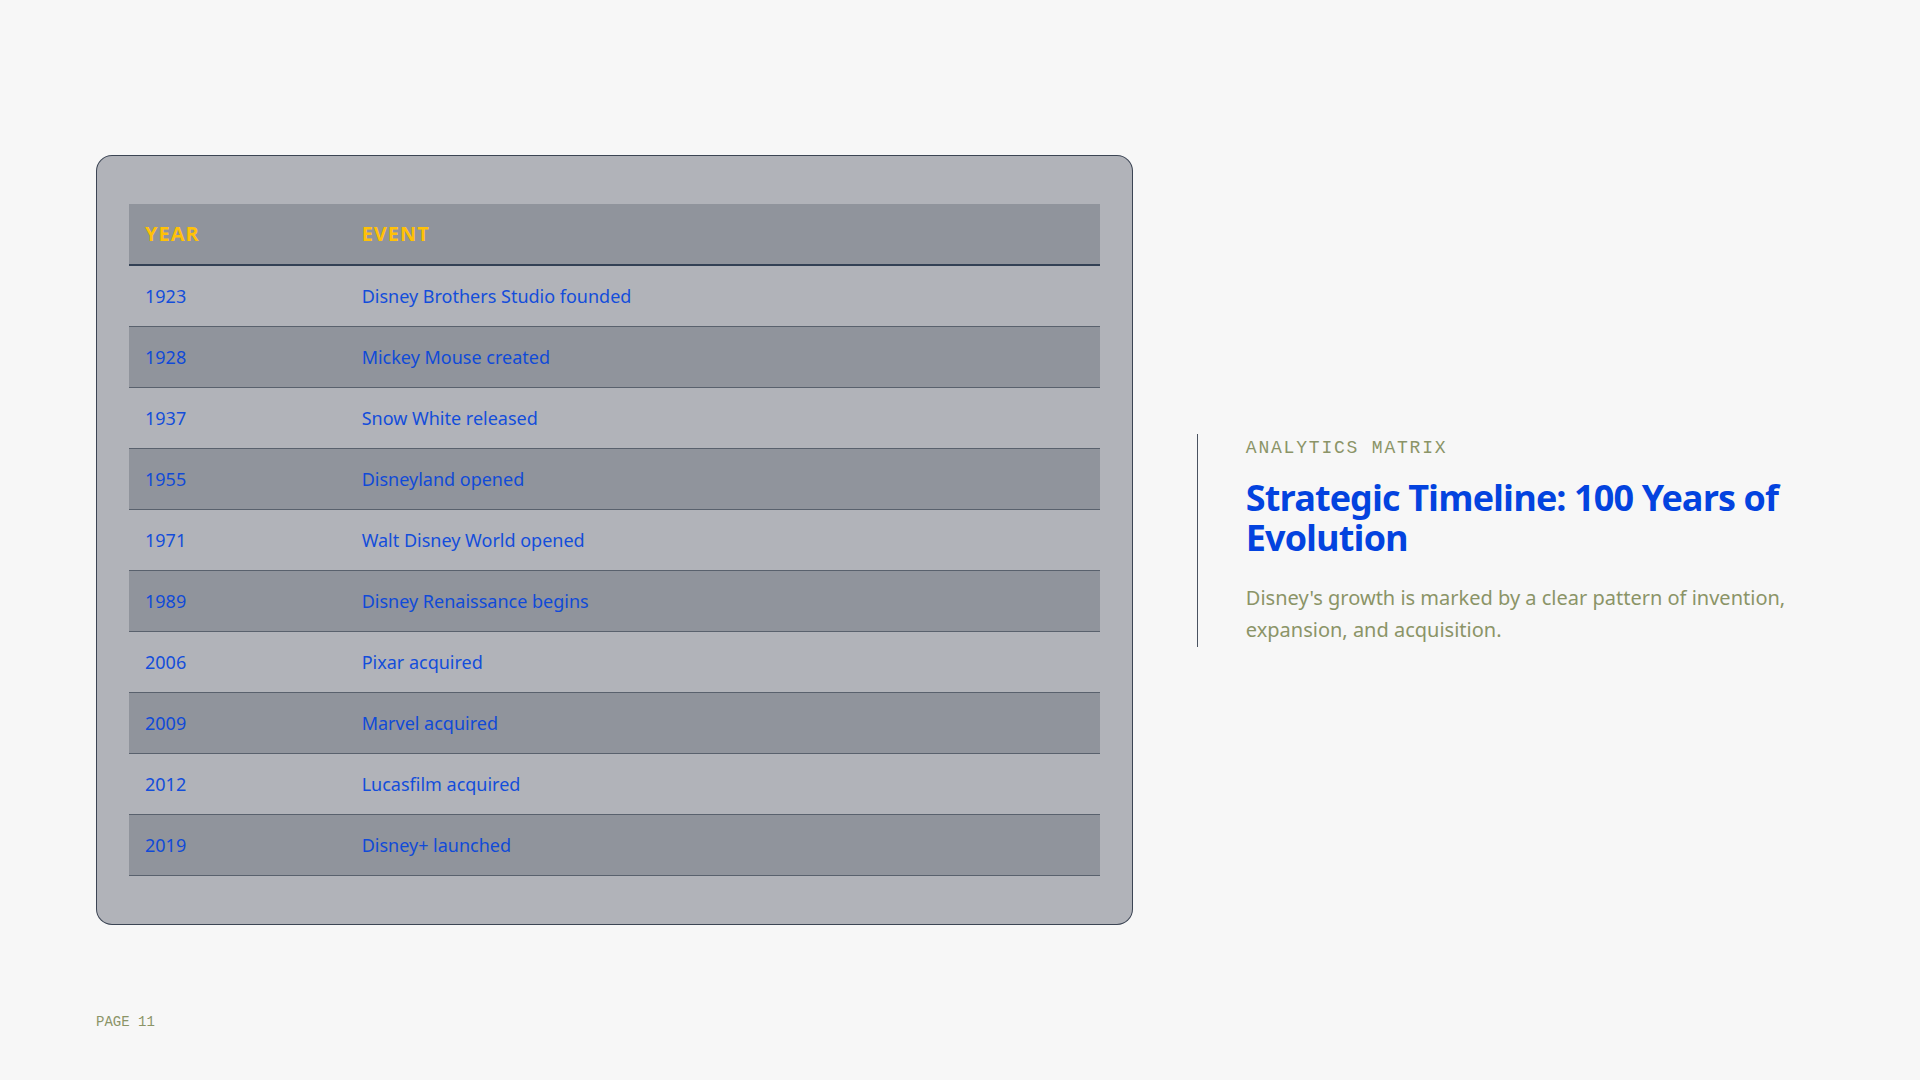 YEAR EVENT
1923 Disney Brothers Studio founded
1928 Mickey Mouse created
1937 Snow White released
1955 Disneyland opened
1971 Walt Disney World opened
1989 Disney Renaissance begins
2006 Pixar acquired
2009 Marvel acquired
2012 Lucasfilm acquired
2019 Disney+ launched
ANALYTICS MATRIX
Strategic Timeline: 100 Years of
Evolution
Disney's growth is marked by a clear pattern of invention,
expansion, and acquisition.
PAGE 11